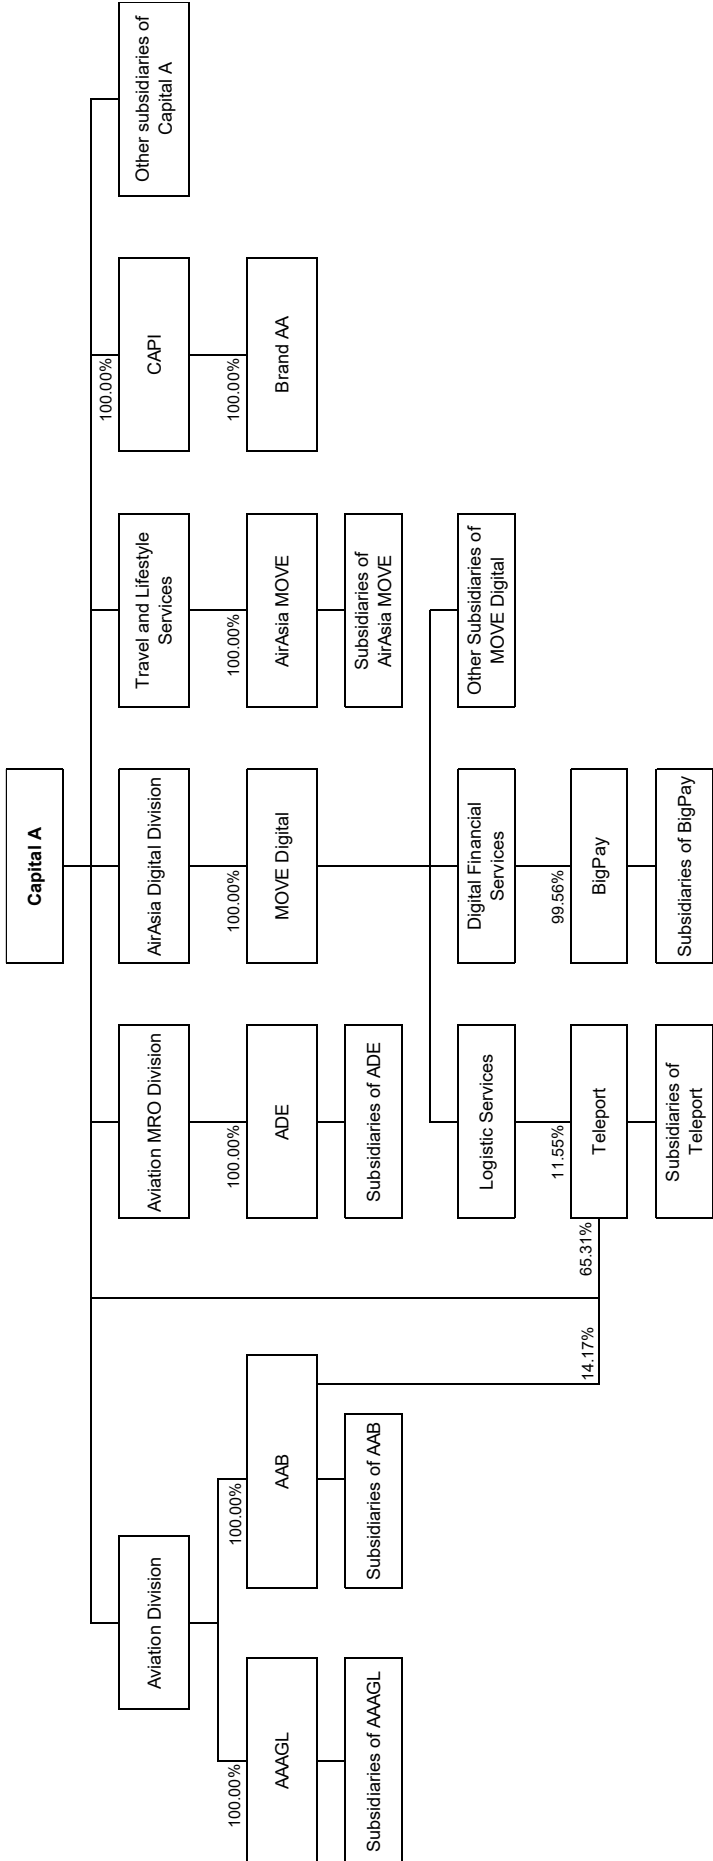 Capital A
Aviation Division
Aviation MRO Division
AirAsia Digital Division
Travel and Lifestyle
Services
100.00%
CAPI
Other subsidiaries of
Capital A
100.00%
AAAGL
100.00%
AAB
100.00%
ADE
100.00%
MOVE Digital
100.00%
AirAsia MOVE
100.00%
Brand AA
Subsidiaries of AAAGL
Subsidiaries of AAB
Subsidiaries of ADE
Subsidiaries of
AirAsia MOVE
Logistic Services
Digital Financial
Services
Other Subsidiaries of
MOVE Digital
14.17%
65.31%
11.55%
Teleport
99.56%
BigPay
Subsidiaries of
Teleport
Subsidiaries of BigPay